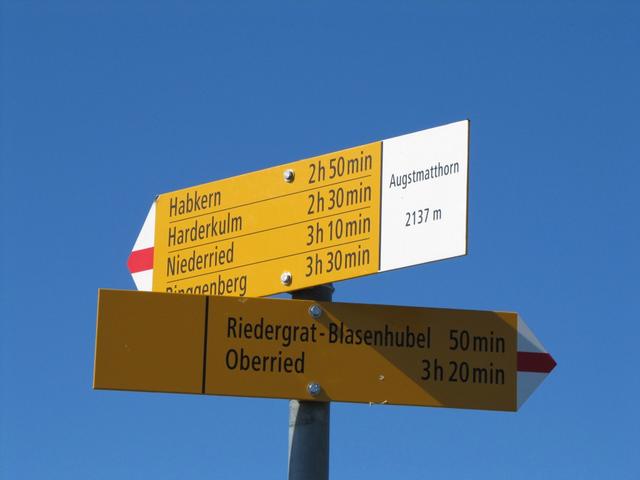 Habkern 2h 50min
Harderkulm 2h 30min
Niederried 3h 10min
Ringgenberg 3h 30min
Augstmatthorn
2137 m
Riedergrat-Blasenhubel 50min
Oberried 3h 20min